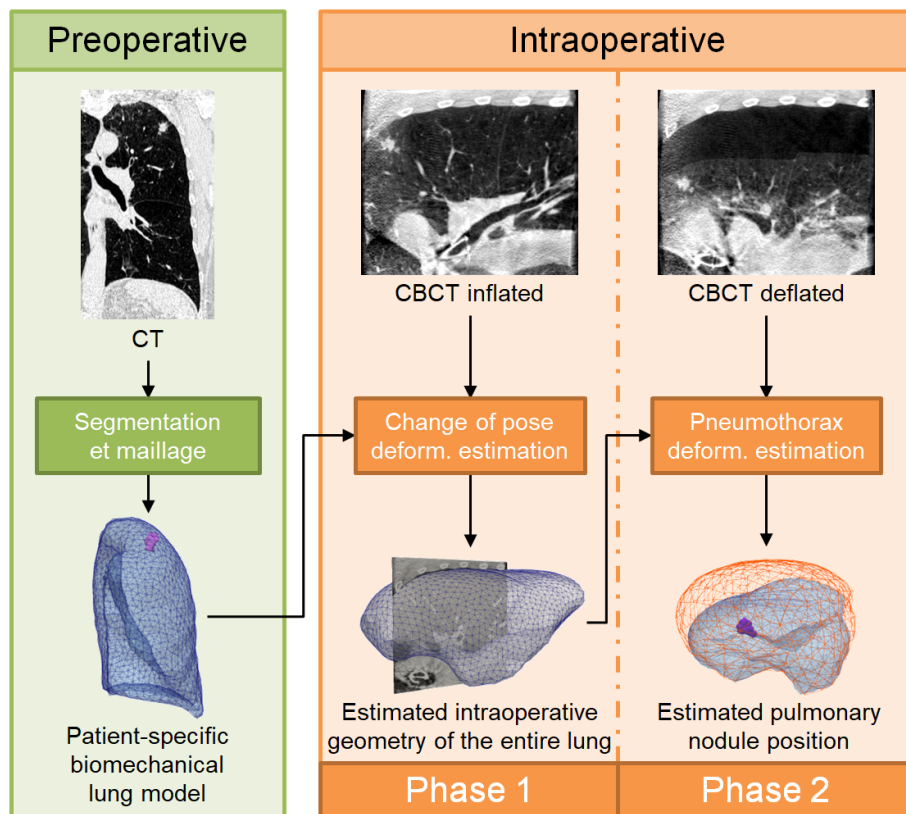 Preoperative
CT
Segmentation
et maillage
Patient-specific
biomechanical
lung model
Intraoperative
CBCT inflated
Change of pose
deform. estimation
Estimated intraoperative
geometry of the entire lung
Phase 1
CBCT deflated
Pneumothorax
deform. estimation
Estimated pulmonary
nodule position
Phase 2